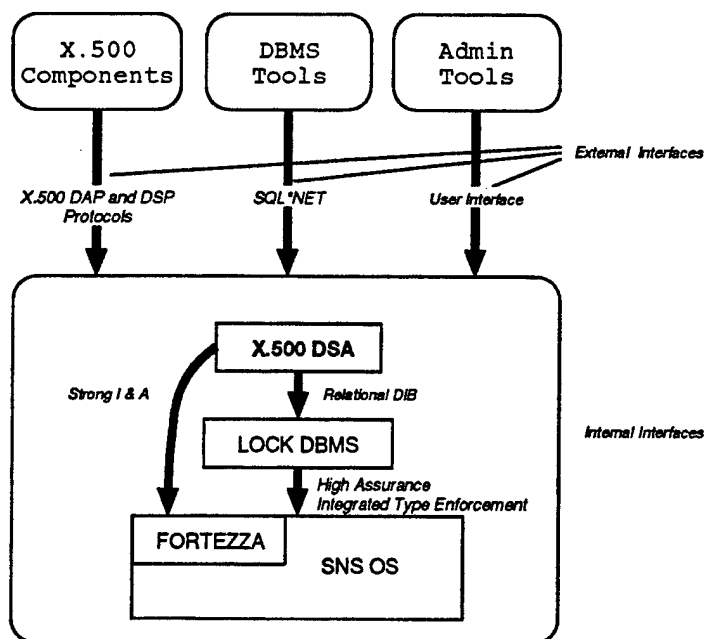 X.500
Components
DBMS
Tools
Admin
Tools
External Interfaces
X.500 DAP and DSP
Protocols
SQL*NET
User Interface
X.500 DSA
Strong I & A
Relational DIB
LOCK DBMS
Internal Interfaces
High Assurance
Integrated Type Enforcement
FORTEZZA
SNS OS